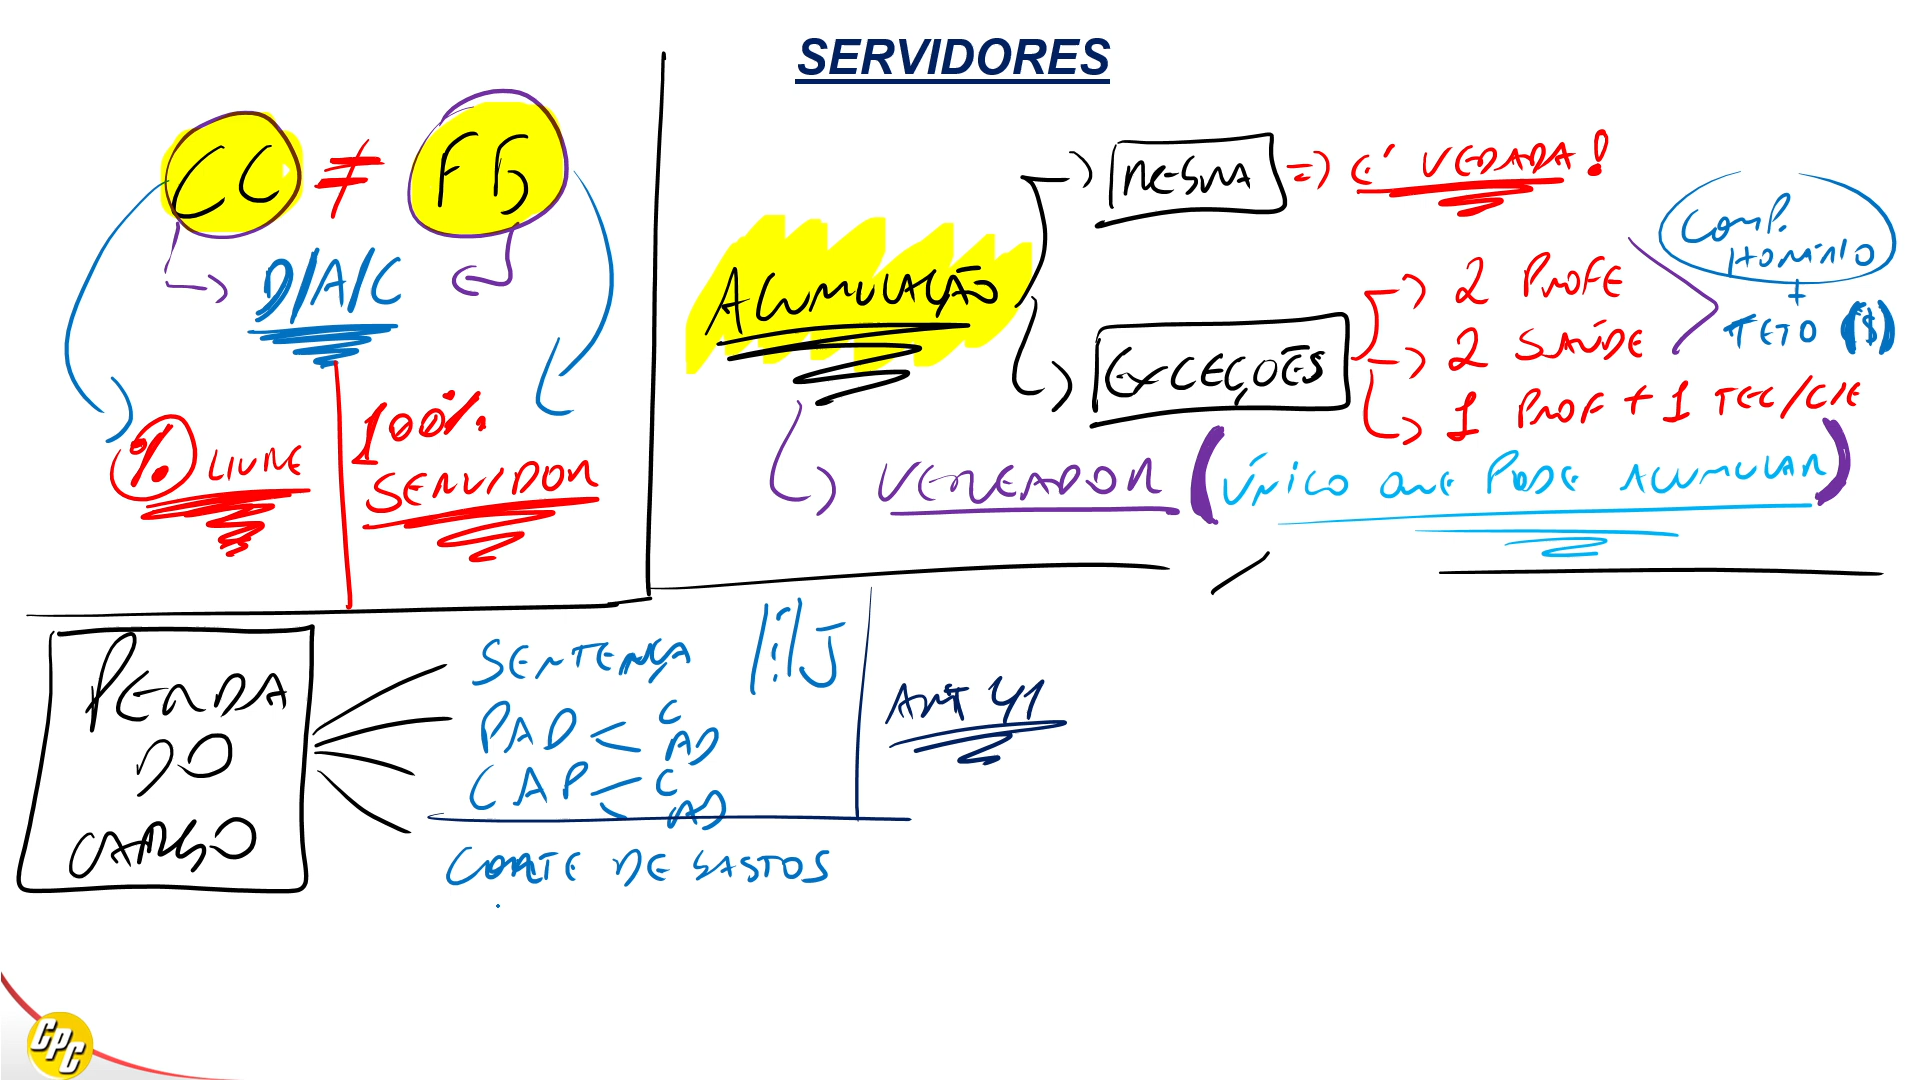 SERVIDORES
CC ≠ FG
D/A/C
% LIVRE
100%
SERVIDOR
ACUMULAÇÃO
REGRA => É VEDADA!
EXCEÇÕES
2 PROFE
2 SAÚDE
1 PROF + 1 TEC/CIE
COMP.
HORÁRIO
+
TETO ($)
VEREADOR (ÚNICO QUE PODE ACUMULAR)
PERDA
DO
CARGO
SENTENÇA
PAD < C
AD
CAP < C
AD
CORTE DE GASTOS
ART 41
CPC